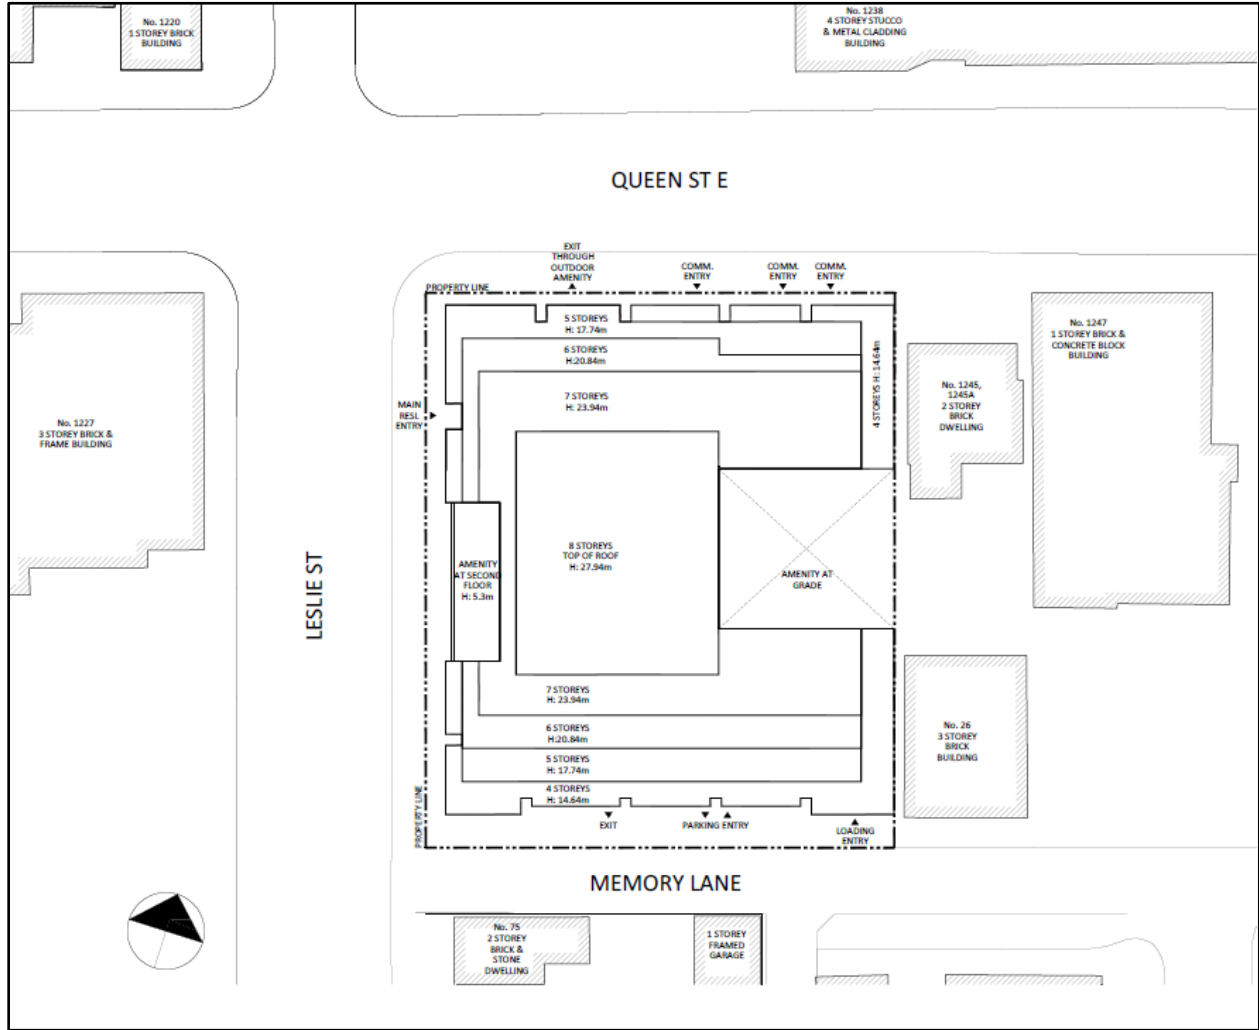 No. 1220
1 STOREY BRICK
BUILDING
No. 1238
4 STOREY STUCCO
& METAL CLADDING
BUILDING
QUEEN ST E
EXIT
THROUGH
OUTDOOR
AMENITY
COMM.
ENTRY
COMM.
ENTRY
COMM.
ENTRY
PROPERTY LINE
5 STOREYS
H: 17.74m
6 STOREYS
H:20.84m
7 STOREYS
H: 23.94m
4 STOREYS H: 14.64m
MAIN
RESI.
ENTRY
No. 1227
3 STOREY BRICK &
FRAME BUILDING
No. 1245,
1245A
2 STOREY
BRICK
DWELLING
No. 1247
1 STOREY BRICK &
CONCRETE BLOCK
BUILDING
LESLIE ST
AMENITY
AT SECOND
FLOOR
H: 5.3m
8 STOREYS
TOP OF ROOF
H: 27.94m
AMENITY AT
GRADE
7 STOREYS
H: 23.94m
6 STOREYS
H:20.84m
5 STOREYS
H: 17.74m
4 STOREYS
H: 14.64m
No. 26
3 STOREY
BRICK
BUILDING
PROPERTY LINE
EXIT
PARKING ENTRY
LOADING
ENTRY
MEMORY LANE
No. 75
2 STOREY
BRICK &
STONE
DWELLING
1 STOREY
FRAMED
GARAGE